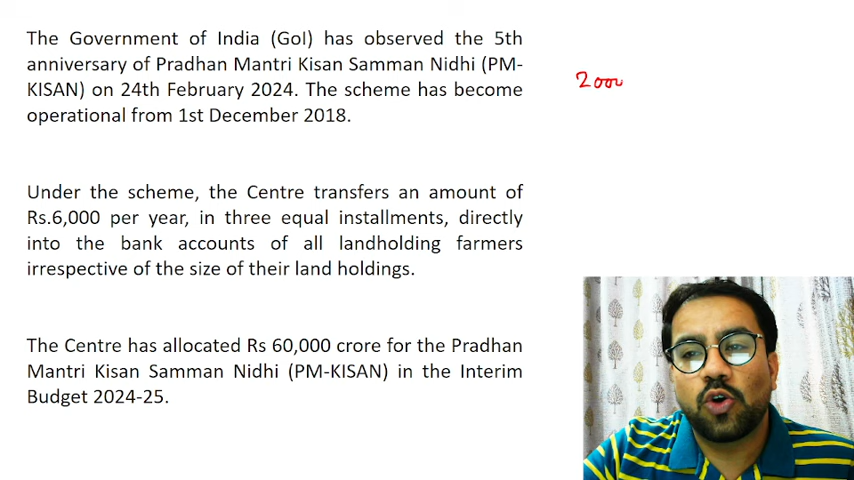 The Government of India (GoI) has observed the 5th
anniversary of Pradhan Mantri Kisan Samman Nidhi (PM-
KISAN) on 24th February 2024. The scheme has become
operational from 1st December 2018.
2000
Under the scheme, the Centre transfers an amount of
Rs.6,000 per year, in three equal installments, directly
into the bank accounts of all landholding farmers
irrespective of the size of their land holdings.
The Centre has allocated Rs 60,000 crore for the Pradhan
Mantri Kisan Samman Nidhi (PM-KISAN) in the Interim
Budget 2024-25.